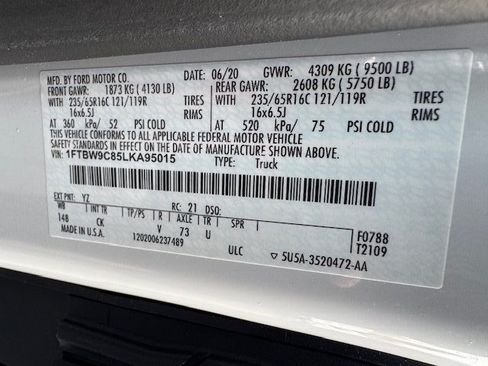 MFD. BY FORD MOTOR CO. 06/20 GVWR: 4309 KG ( 9500 LB)
FRONT GAWR: 1873 KG ( 4130 LB) REAR GAWR: 2608 KG ( 5750 LB)
WITH 235/65R16C 121/119R TIRES WITH 235/65R16C 121/119R TIRES
16x6.5J RIMS 16x6.5J RIMS
AT 360 kPa/ 52 PSI COLD AT 520 kPa/ 75 PSI COLD
THIS VEHICLE CONFORMS TO ALL APPLICABLE FEDERAL MOTOR VEHICLE
SAFETY STANDARDS IN EFFECT ON THE DATE OF MANUFACTURE SHOWN ABOVE.
VIN: 1FTBW9C85LKA95015 TYPE: Truck
EXT PNT: YZ RC: 21 DSO:
WB INT TR TP/PS R AXLE TR SPR F0788
148 CK V 73 U T2109
MADE IN U.S.A. 1202006237489 ULC ▽ 5U5A-3520472-AA